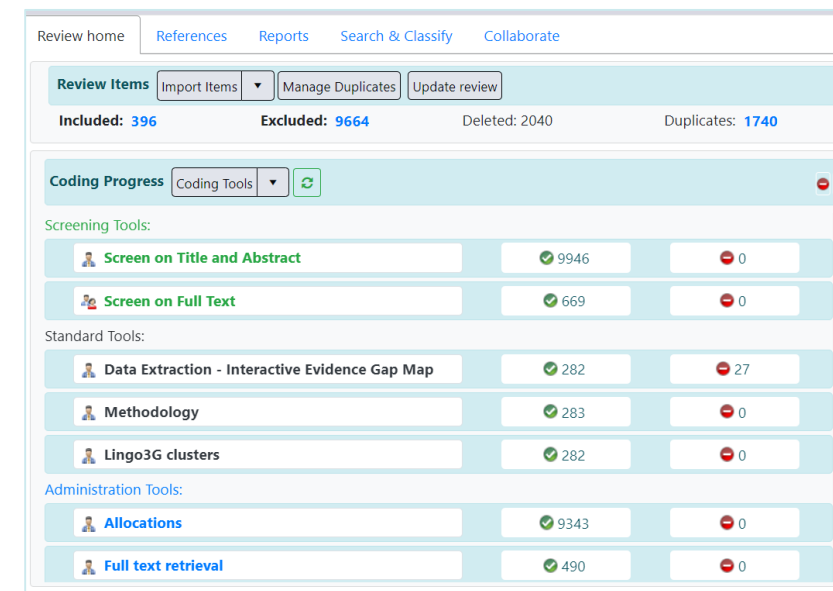 Review home References Reports Search & Classify Collaborate
Review Items Import Items Manage Duplicates Update review
Included: 396 Excluded: 9664 Deleted: 2040 Duplicates: 1740
Coding Progress Coding Tools
Screening Tools:
Screen on Title and Abstract 9946 0
Screen on Full Text 669 0
Standard Tools:
Data Extraction - Interactive Evidence Gap Map 282 27
Methodology 283 0
Lingo3G clusters 282 0
Administration Tools:
Allocations 9343 0
Full text retrieval 490 0